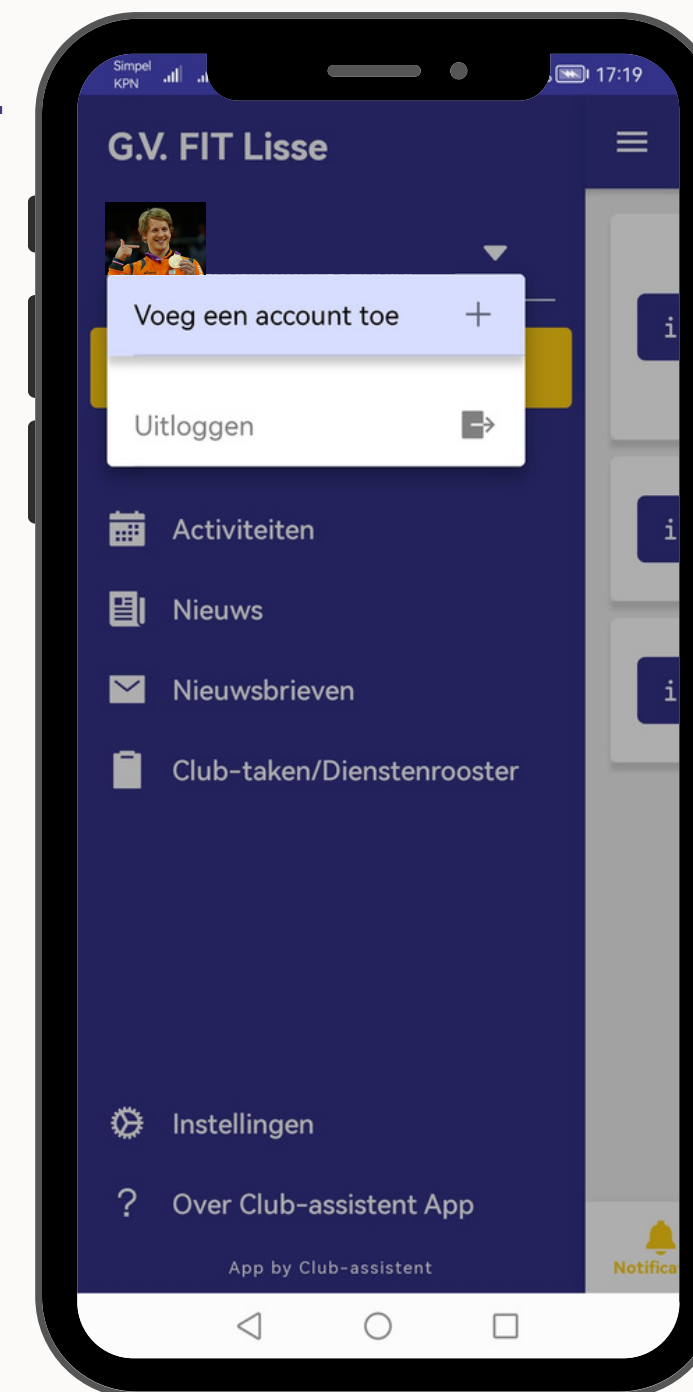 Simpel
KPN
17:19
G.V. FIT Lisse
Voeg een account toe
Uitloggen
i
Activiteiten
i
Nieuws
Nieuwsbrieven
i
Club-taken/Dienstenrooster
Instellingen
Over Club-assistent App
App by Club-assistent
Notifica